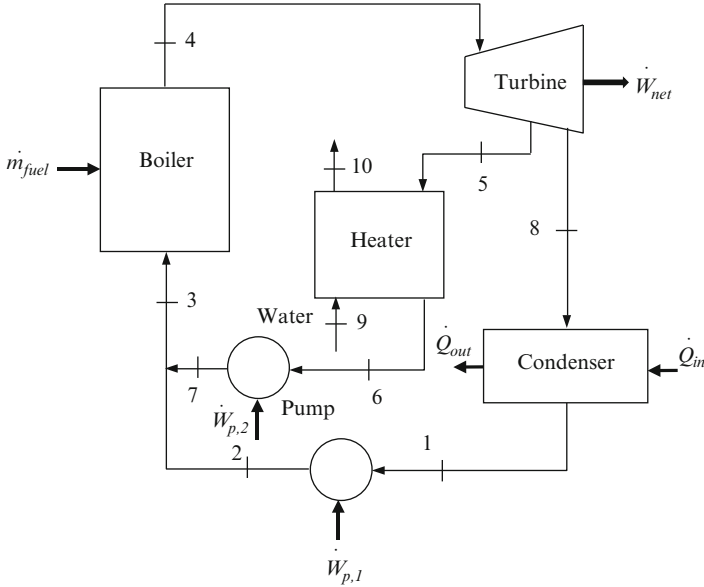 4
Turbine
Ẇnet
ṁfuel
Boiler
10
5
Heater
8
3
Water
9
Q̇out
Condenser
Q̇in
7
6
Ẇp,2
Pump
2
1
Ẇp,1